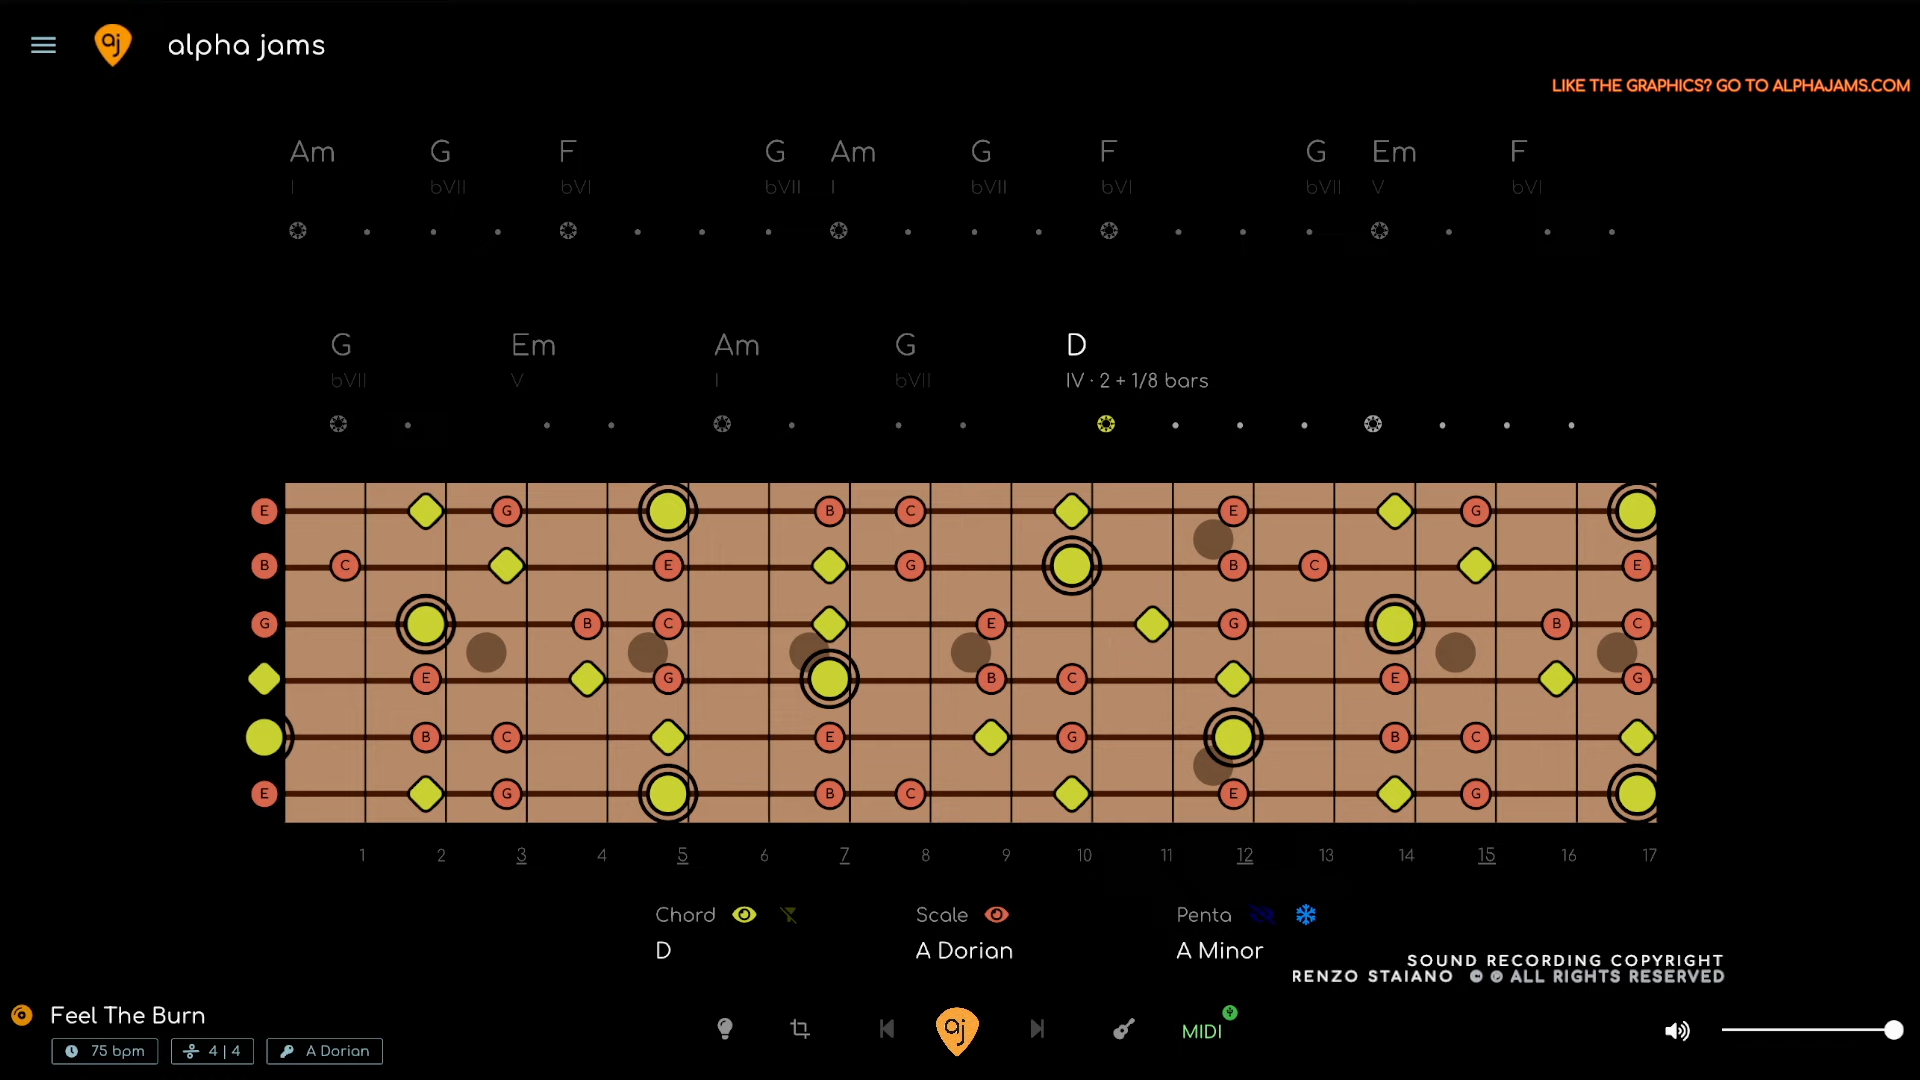 alpha jams
LIKE THE GRAPHICS? GO TO ALPHAJAMS.COM
Am G F G Am G F G Em F
I bVII bVI bVII I bVII bVI bVII V bVI
G Em Am G D
bVII V I bVII IV · 2 + 1/8 bars
E G B C E G
B C E G B C E
G B C E G B C
E G B C E G
B C E G B C
E G B C E G
1 2 3 4 5 6 7 8 9 10 11 12 13 14 15 16 17
Chord Scale Penta
D A Dorian A Minor
SOUND RECORDING COPYRIGHT
RENZO STAIANO © ℗ ALL RIGHTS RESERVED
Feel The Burn
75 bpm 4 | 4 A Dorian
aj MIDI